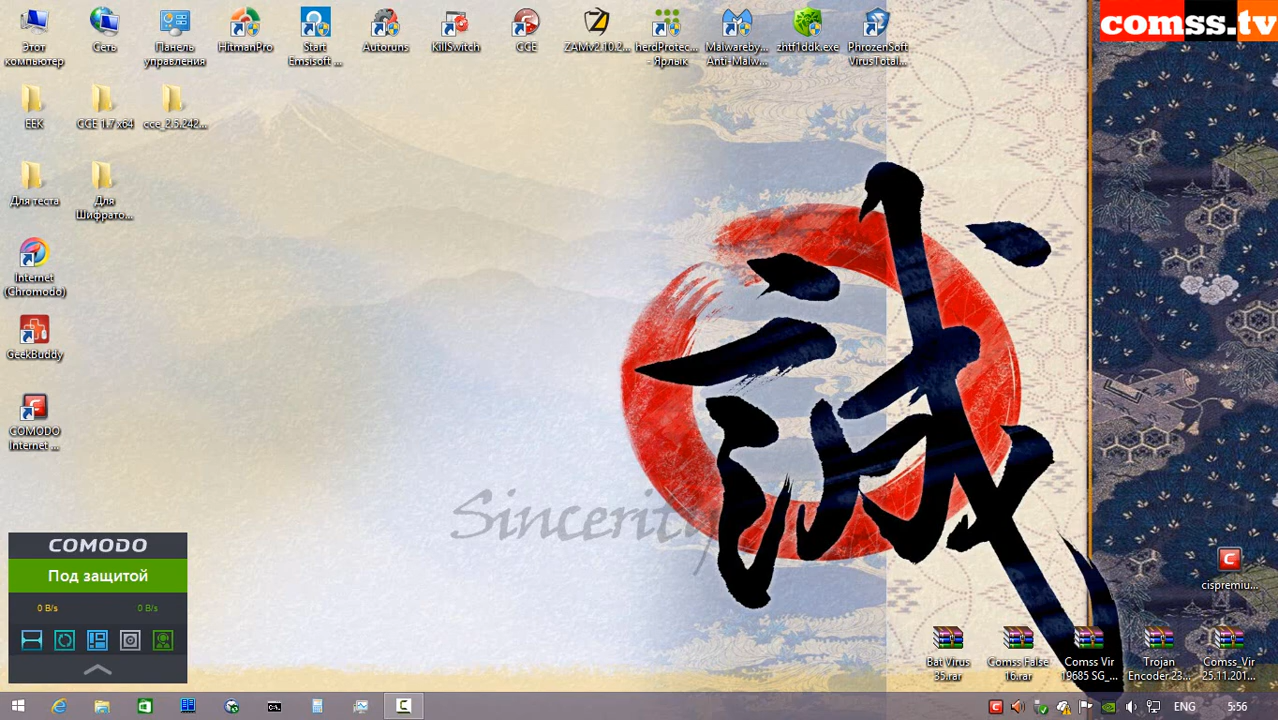 Этот
компьютер
Сеть
Панель
управления
HitmanPro
Start
Emsisoft ...
Autoruns
KillSwitch
CCE
ZAMv2.10.2...
herdProtec...
- Ярлык
Malwareby...
Anti-Malw...
zhtf1ddk.exe
PhrozenSoft
VirusTotal...
comss.tv
EEK
CCE 1.7 x64
cce_2.5.242...
Для теста
Для
Шифрато...
Internet
(Chromodo)
GeekBuddy
COMODO
Internet ...
誠
Sincerity
COMODO
Под защитой
0 B/s
0 B/s
cispremiu...
Bat Virus
35.rar
Comss False
16.rar
Comss Vir
19685 SG_...
Trojan
Encoder 23...
Comss_Vir
25.11.201...
ENG
5:56